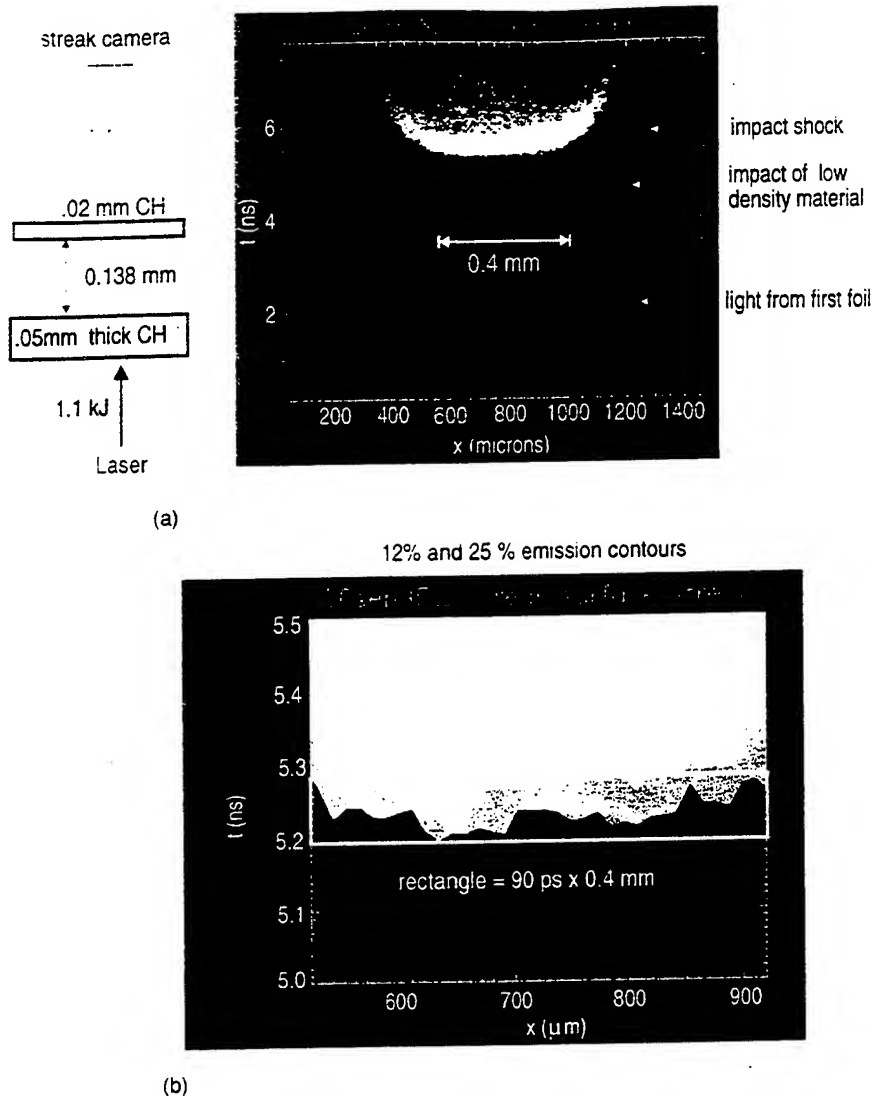 streak camera
.02 mm CH
0.138 mm
.05mm thick CH
1.1 kJ
Laser
t (ns)
6
4
2
0.4 mm
200 400 600 800 1000 1200 1400
x (microns)
impact shock
impact of low
density material
light from first foil
(a)
12% and 25 % emission contours
5.5
5.4
5.3
5.2
5.1
5.0
t (ns)
rectangle = 90 ps x 0.4 mm
600 700 800 900
x (µm)
(b)